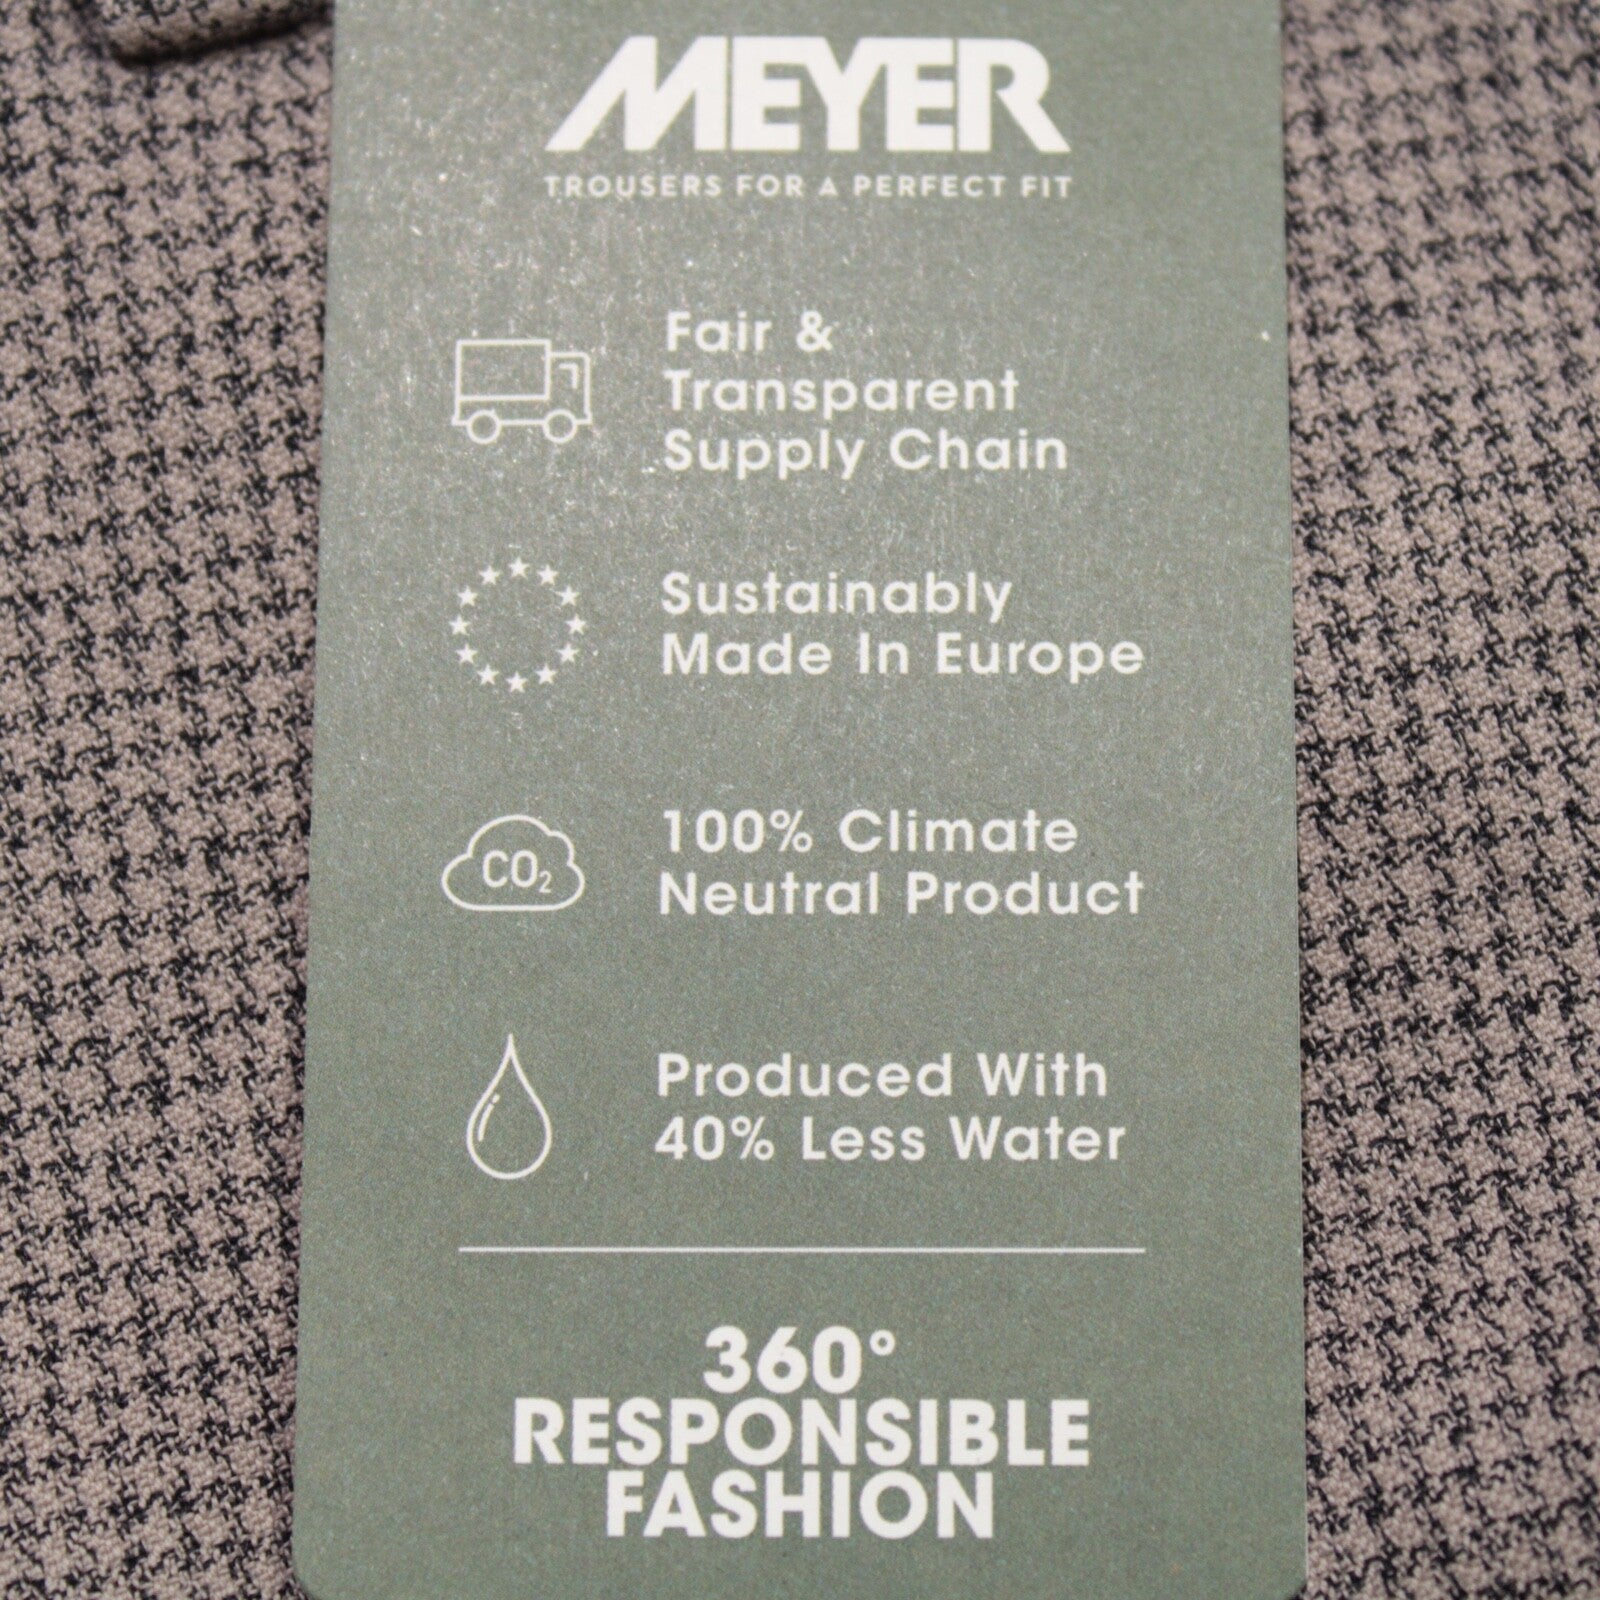 MEYER
TROUSERS FOR A PERFECT FIT
Fair &
Transparent
Supply Chain
Sustainably
Made In Europe
CO₂
100% Climate
Neutral Product
Produced With
40% Less Water
360°
RESPONSIBLE
FASHION